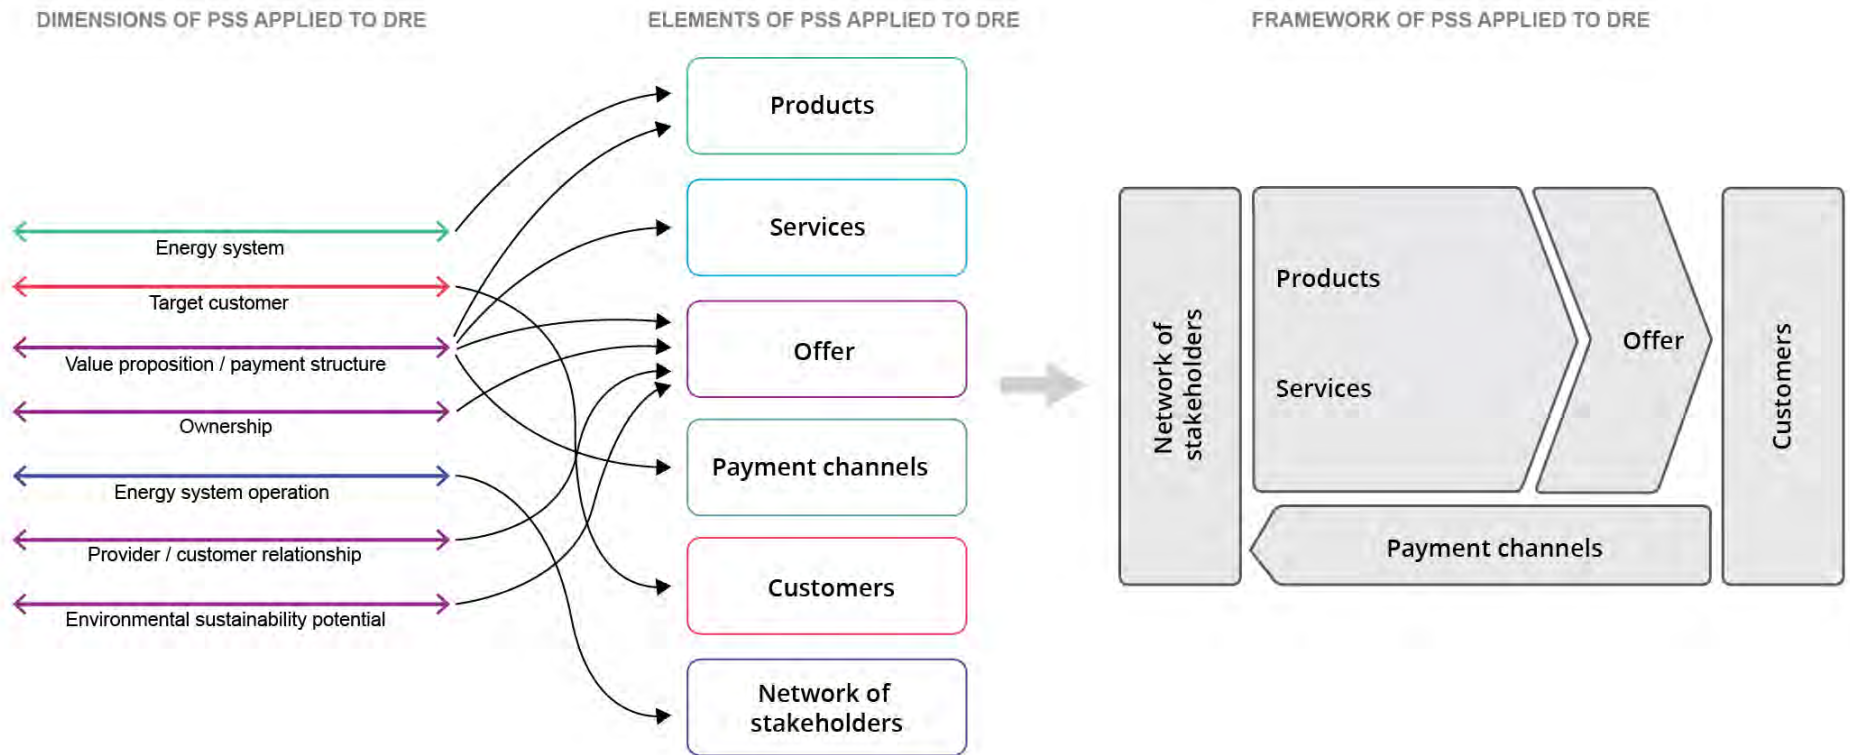 DIMENSIONS OF PSS APPLIED TO DRE
Energy system
Target customer
Value proposition / payment structure
Ownership
Energy system operation
Provider / customer relationship
Environmental sustainability potential
ELEMENTS OF PSS APPLIED TO DRE
Products
Services
Offer
Payment channels
Customers
Network of
stakeholders
FRAMEWORK OF PSS APPLIED TO DRE
Network of
stakeholders
Products
Services
Offer
Payment channels
Customers